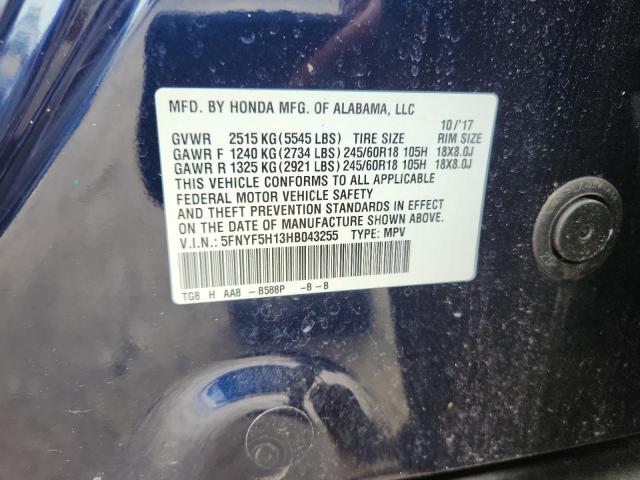 MFD. BY HONDA MFG. OF ALABAMA, LLC
10/'17
GVWR 2515 KG(5545 LBS) TIRE SIZE RIM SIZE
GAWR F 1240 KG(2734 LBS)245/60R18 105H 18X8.0J
GAWR R 1325 KG(2921 LBS)245/60R18 105H 18X8.0J
THIS VEHICLE CONFORMS TO ALL APPLICABLE
FEDERAL MOTOR VEHICLE SAFETY
AND THEFT PREVENTION STANDARDS IN EFFECT
ON THE DATE OF MANUFACTURE SHOWN ABOVE.
V.I.N.: 5FNYF5H13HB043255 TYPE: MPV
TG8 H AA8 -B588P -B-B